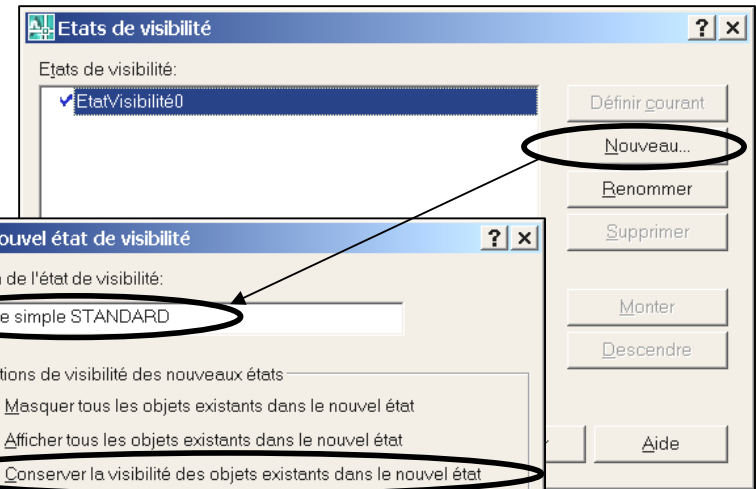 Etats de visibilité
Etats de visibilité:
EtatVisibilité0
Définir courant
Nouveau...
Renommer
Supprimer
Monter
Descendre
Aide
ouvel état de visibilité
de l'état de visibilité:
e simple STANDARD
tions de visibilité des nouveaux états
Masquer tous les objets existants dans le nouvel état
Afficher tous les objets existants dans le nouvel état
Conserver la visibilité des objets existants dans le nouvel état